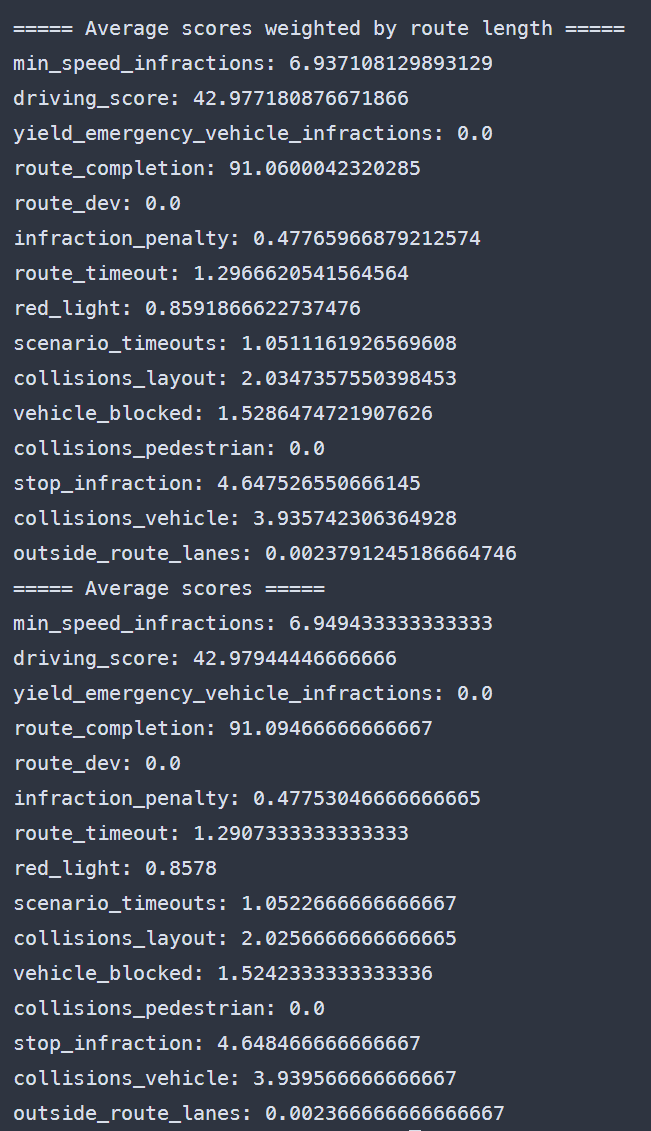 ===== Average scores weighted by route length =====
min_speed_infractions: 6.937108129893129
driving_score: 42.977180876671866
yield_emergency_vehicle_infractions: 0.0
route_completion: 91.0600042320285
route_dev: 0.0
infraction_penalty: 0.47765966879212574
route_timeout: 1.2966620541564564
red_light: 0.8591866622737476
scenario_timeouts: 1.0511161926569608
collisions_layout: 2.0347357550398453
vehicle_blocked: 1.5286474721907626
collisions_pedestrian: 0.0
stop_infraction: 4.647526550666145
collisions_vehicle: 3.935742306364928
outside_route_lanes: 0.0023791245186664746
===== Average scores =====
min_speed_infractions: 6.949433333333333
driving_score: 42.97944446666666
yield_emergency_vehicle_infractions: 0.0
route_completion: 91.09466666666667
route_dev: 0.0
infraction_penalty: 0.47753046666666665
route_timeout: 1.2907333333333333
red_light: 0.8578
scenario_timeouts: 1.0522666666666667
collisions_layout: 2.0256666666666665
vehicle_blocked: 1.5242333333333336
collisions_pedestrian: 0.0
stop_infraction: 4.648466666666667
collisions_vehicle: 3.939566666666667
outside_route_lanes: 0.002366666666666667